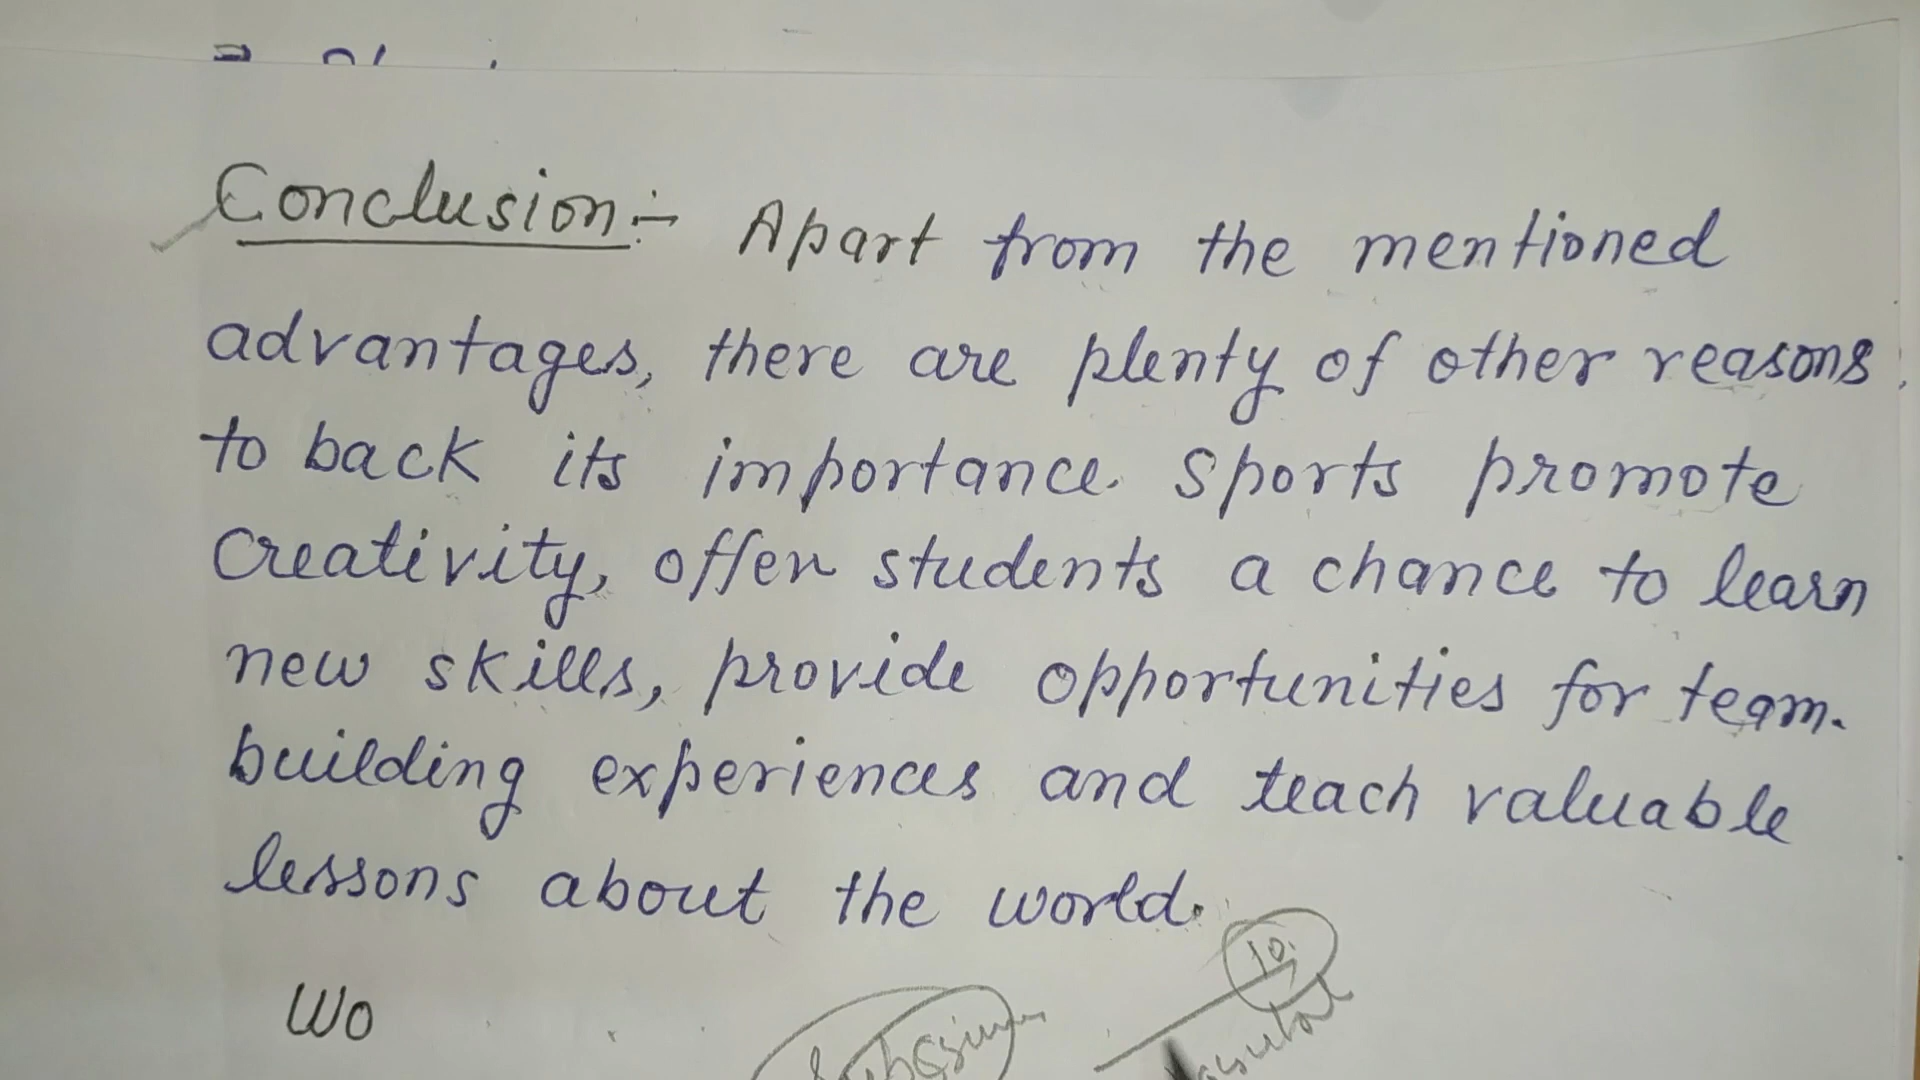 Conclusion:- Apart from the mentioned
advantages, there are plenty of other reasons
to back its importance. Sports promote
Creativity, offer students a chance to learn
new skills, provide opportunities for team-
building experiences and teach valuable
lessons about the world.
10
Wo